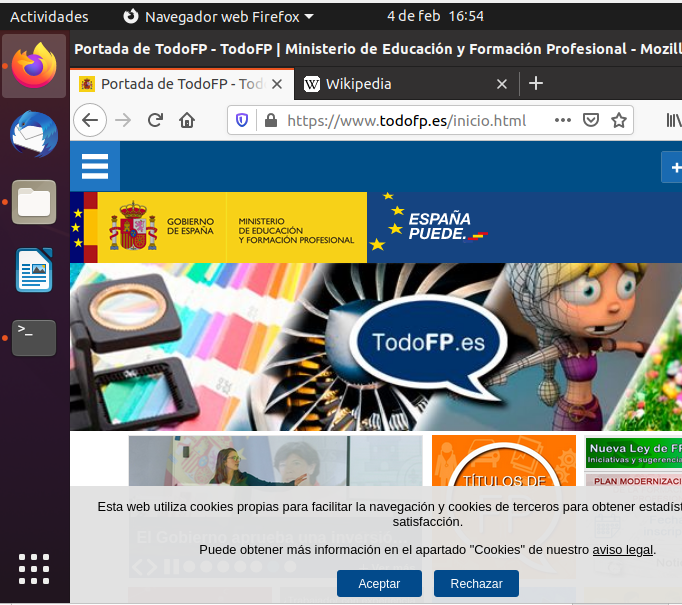 Actividades
Navegador web Firefox
4 de feb 16:54
Portada de TodoFP - TodoFP | Ministerio de Educación y Formación Profesional - Mozill
Portada de TodoFP - Tod
Wikipedia
https://www.todofp.es/inicio.html
GOBIERNO
DE ESPAÑA
MINISTERIO
DE EDUCACIÓN
Y FORMACIÓN PROFESIONAL
ESPAÑA
PUEDE.
TodoFP.es
TÍTULOS DE
Nueva Ley de FP
Iniciativas y sugerencia
PLAN MODERNIZACI
El Gobierno aprueba una inversió...
Esta web utiliza cookies propias para facilitar la navegación y cookies de terceros para obtener estadíst
satisfacción.
Puede obtener más información en el apartado "Cookies" de nuestro aviso legal.
Aceptar
Rechazar